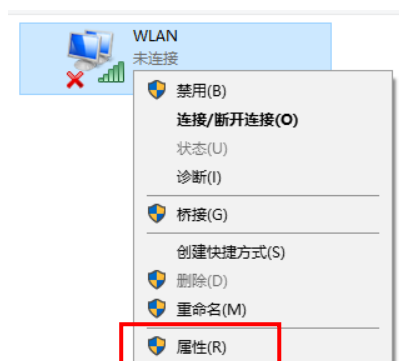 WLAN
未连接
禁用(B)
连接/断开连接(O)
状态(U)
诊断(I)
桥接(G)
创建快捷方式(S)
删除(D)
重命名(M)
属性(R)